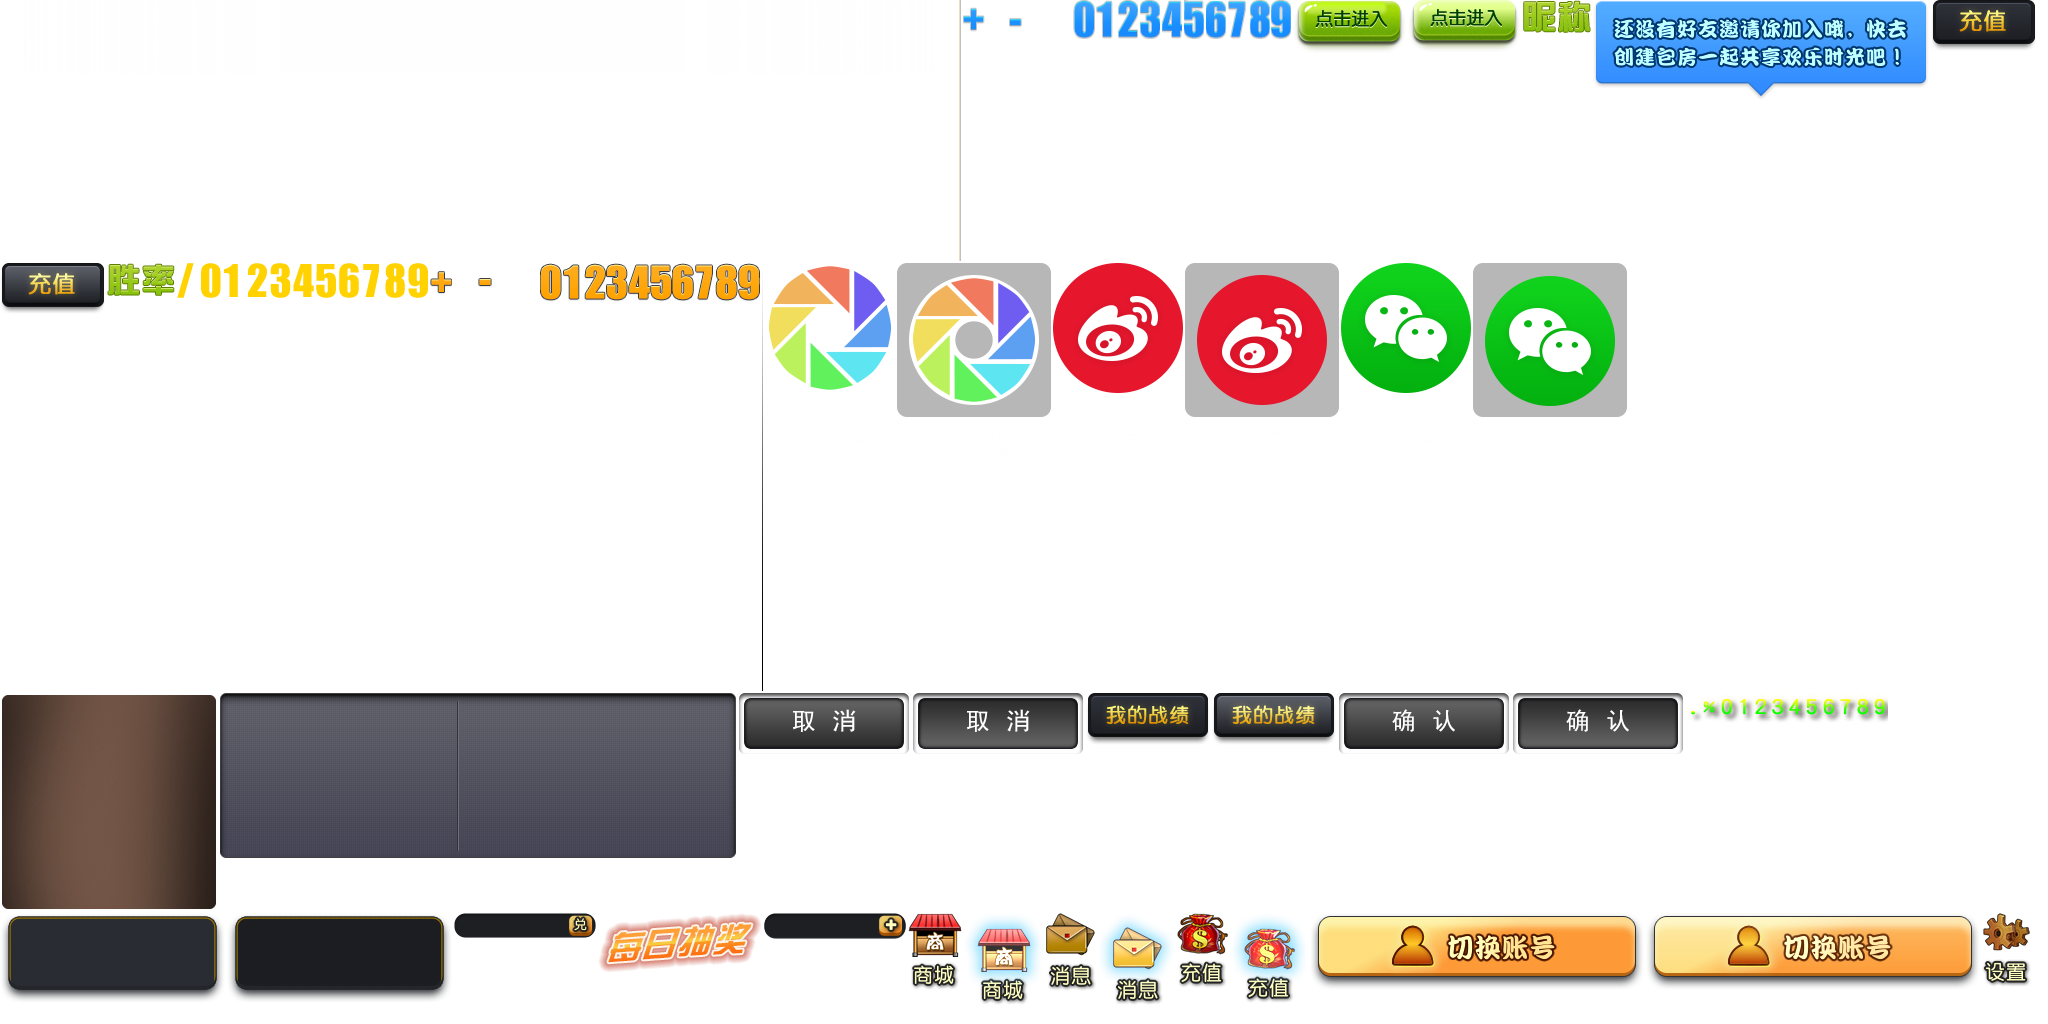 + - 0123456789
点击进入
点击进入
昵称
还没有好友邀请你加入哦，快去
创建包房一起共享欢乐时光吧！
充值
充值
胜率/0123456789+ - 0123456789
取 消
取 消
我的战绩
我的战绩
确 认
确 认
.%0123456789
兑
每日抽奖
商
商城
商
商城
消息
消息
$
充值
$
充值
切换账号
切换账号
设置